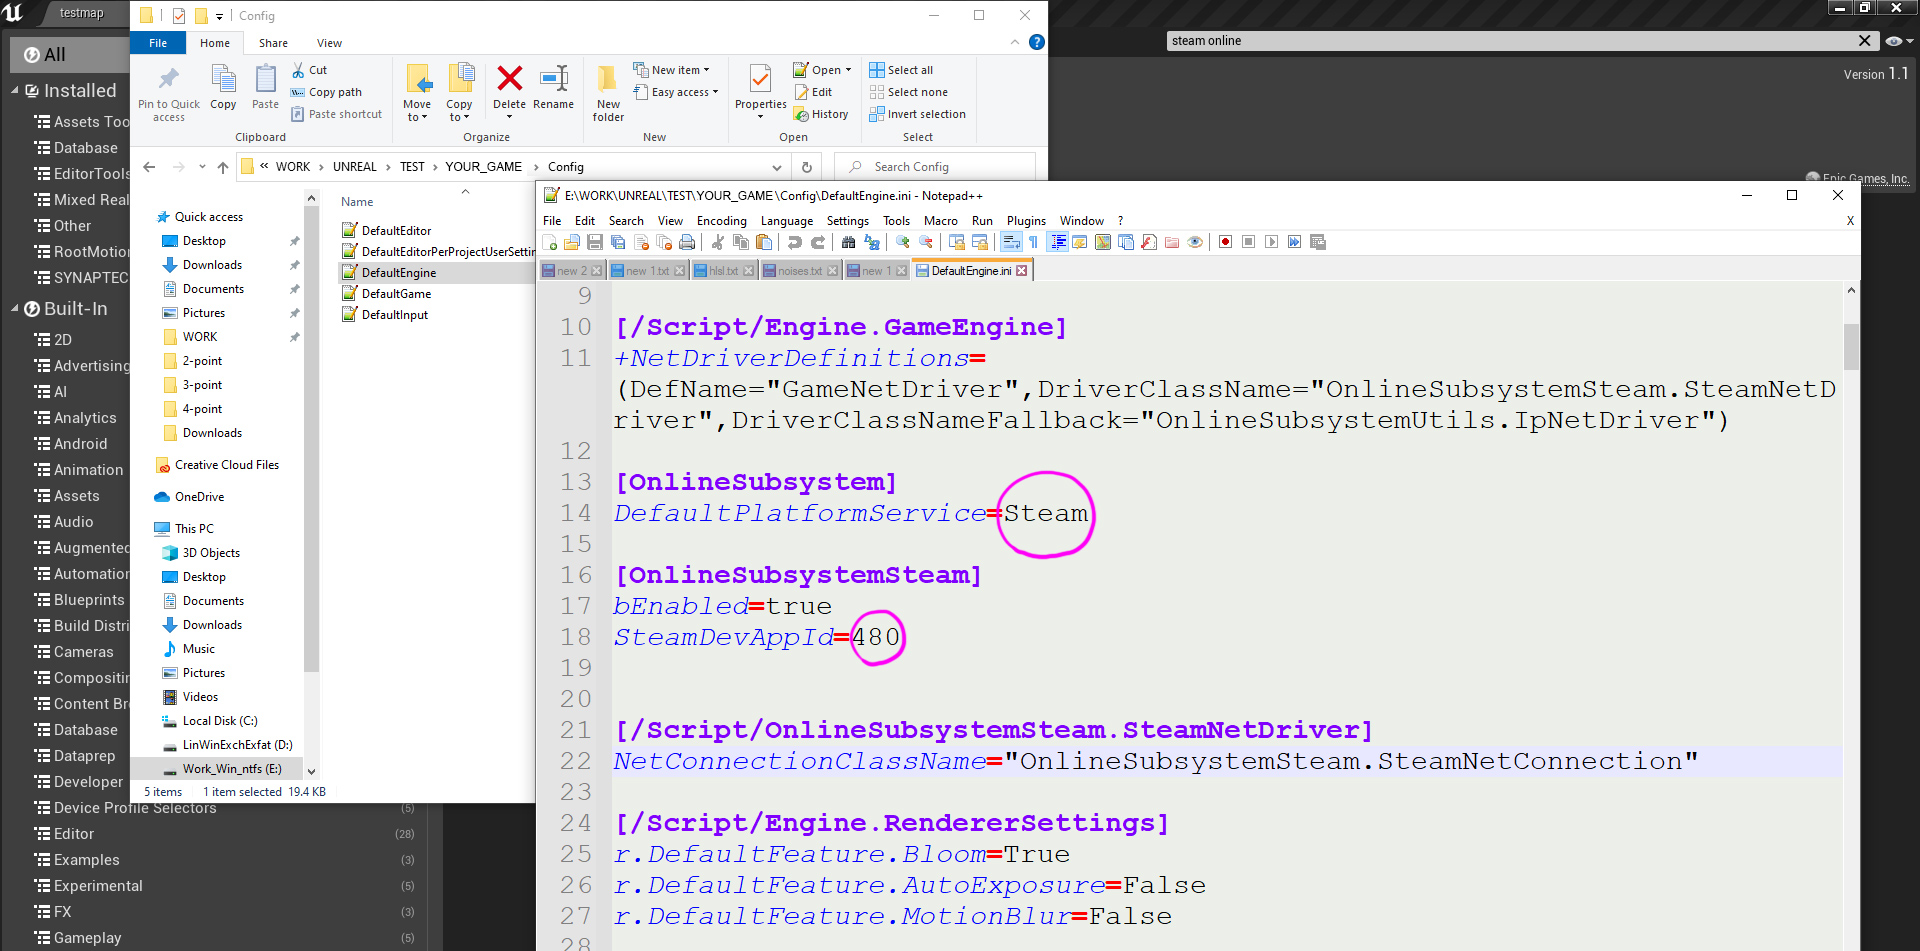 testmap
Config
steam online
File
Home
Share
View
All
Version 1.1
Pin to Quick access
Copy
Paste
Cut
Copy path
Paste shortcut
Clipboard
Move to
Copy to
Delete
Rename
Organize
New folder
New item
Easy access
New
Properties
Open
Edit
History
Open
Select all
Select none
Invert selection
Select
« WORK › UNREAL › TEST › YOUR_GAME › Config
Search Config
Epic Games, Inc.
Installed
Assets Too
Database
EditorTools
Mixed Real
Other
RootMotion
SYNAPTEC
Built-In
2D
Advertising
AI
Analytics
Android
Animation
Assets
Audio
Augmented
Automation
Blueprints
Build Distri
Cameras
Compositin
Content Br
Database
Dataprep
Developer
Device Profile Selectors (5)
Editor (28)
Examples (3)
Experimental (5)
FX (3)
Gameplay (5)
Quick access
Desktop
Downloads
Documents
Pictures
WORK
2-point
3-point
4-point
Downloads
Creative Cloud Files
OneDrive
This PC
3D Objects
Desktop
Documents
Downloads
Music
Pictures
Videos
Local Disk (C:)
LinWinExchExfat (D:)
Work_Win_ntfs (E:)
5 items 1 item selected 19.4 KB
Name
DefaultEditor
DefaultEditorPerProjectUserSettin
DefaultEngine
DefaultGame
DefaultInput
E:\WORK\UNREAL\TEST\YOUR_GAME\Config\DefaultEngine.ini - Notepad++
File Edit Search View Encoding Language Settings Tools Macro Run Plugins Window ? X
new 2 new 1.txt hlsl.txt noises.txt new 1 DefaultEngine.ini
9
10 [/Script/Engine.GameEngine]
11 +NetDriverDefinitions=
(DefName="GameNetDriver",DriverClassName="OnlineSubsystemSteam.SteamNetD
river",DriverClassNameFallback="OnlineSubsystemUtils.IpNetDriver")
12
13 [OnlineSubsystem]
14 DefaultPlatformService=Steam
15
16 [OnlineSubsystemSteam]
17 bEnabled=true
18 SteamDevAppId=480
19
20
21 [/Script/OnlineSubsystemSteam.SteamNetDriver]
22 NetConnectionClassName="OnlineSubsystemSteam.SteamNetConnection"
23
24 [/Script/Engine.RendererSettings]
25 r.DefaultFeature.Bloom=True
26 r.DefaultFeature.AutoExposure=False
27 r.DefaultFeature.MotionBlur=False
28